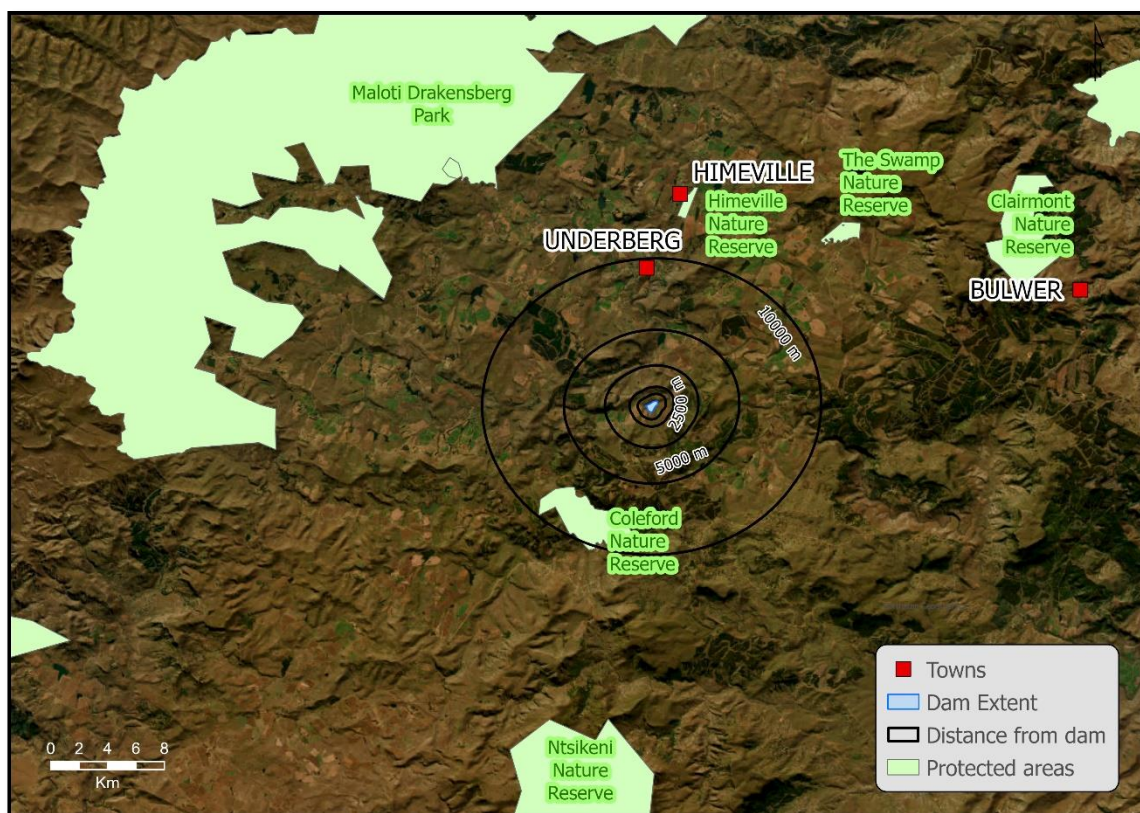 Maloti Drakensberg
Park
HIMEVILLE
The Swamp
Nature
Reserve
Himeville
Nature
Reserve
Clairmont
Nature
Reserve
UNDERBERG
BULWER
10000 m
2500 m
5000 m
Coleford
Nature
Reserve
Ntsikeni
Nature
Reserve
0 2 4 6 8
Km
Towns
Dam Extent
Distance from dam
Protected areas